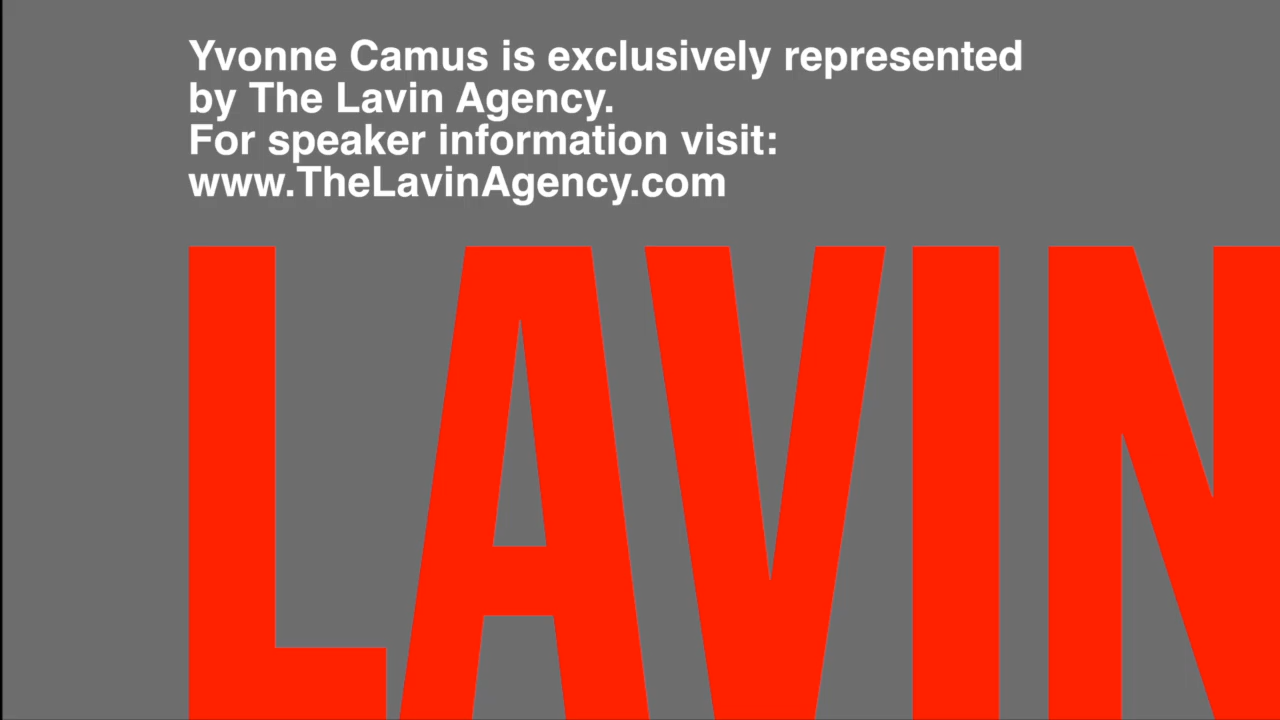 Yvonne Camus is exclusively represented
by The Lavin Agency.
For speaker information visit:
www.TheLavinAgency.com
LAVIN